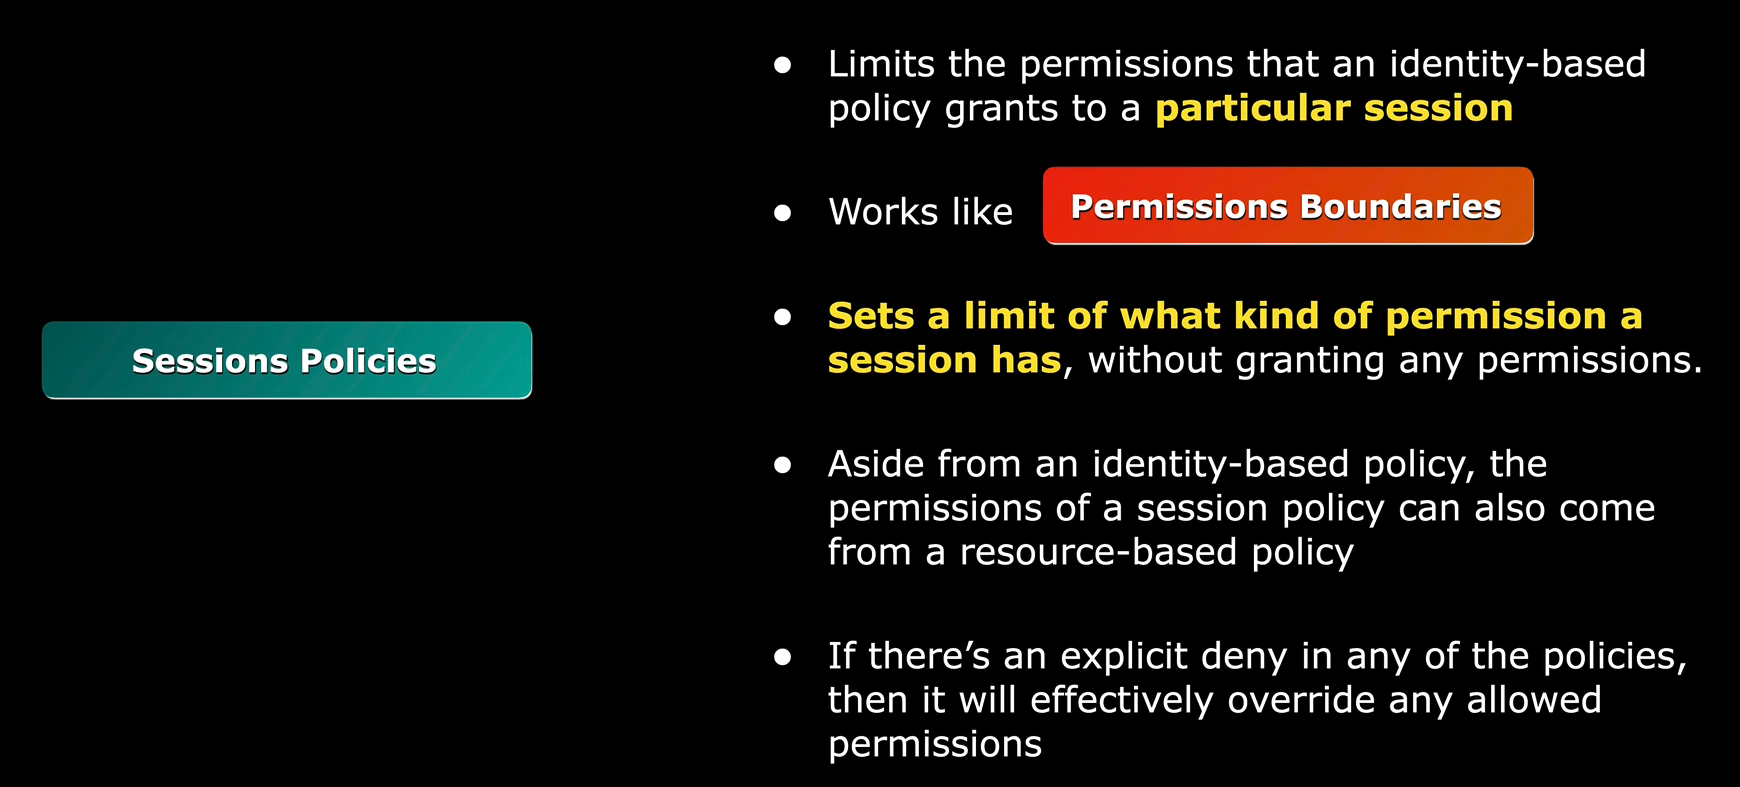 Sessions Policies
● Limits the permissions that an identity-based
policy grants to a particular session
● Works like Permissions Boundaries
● Sets a limit of what kind of permission a
session has, without granting any permissions.
● Aside from an identity-based policy, the
permissions of a session policy can also come
from a resource-based policy
● If there’s an explicit deny in any of the policies,
then it will effectively override any allowed
permissions